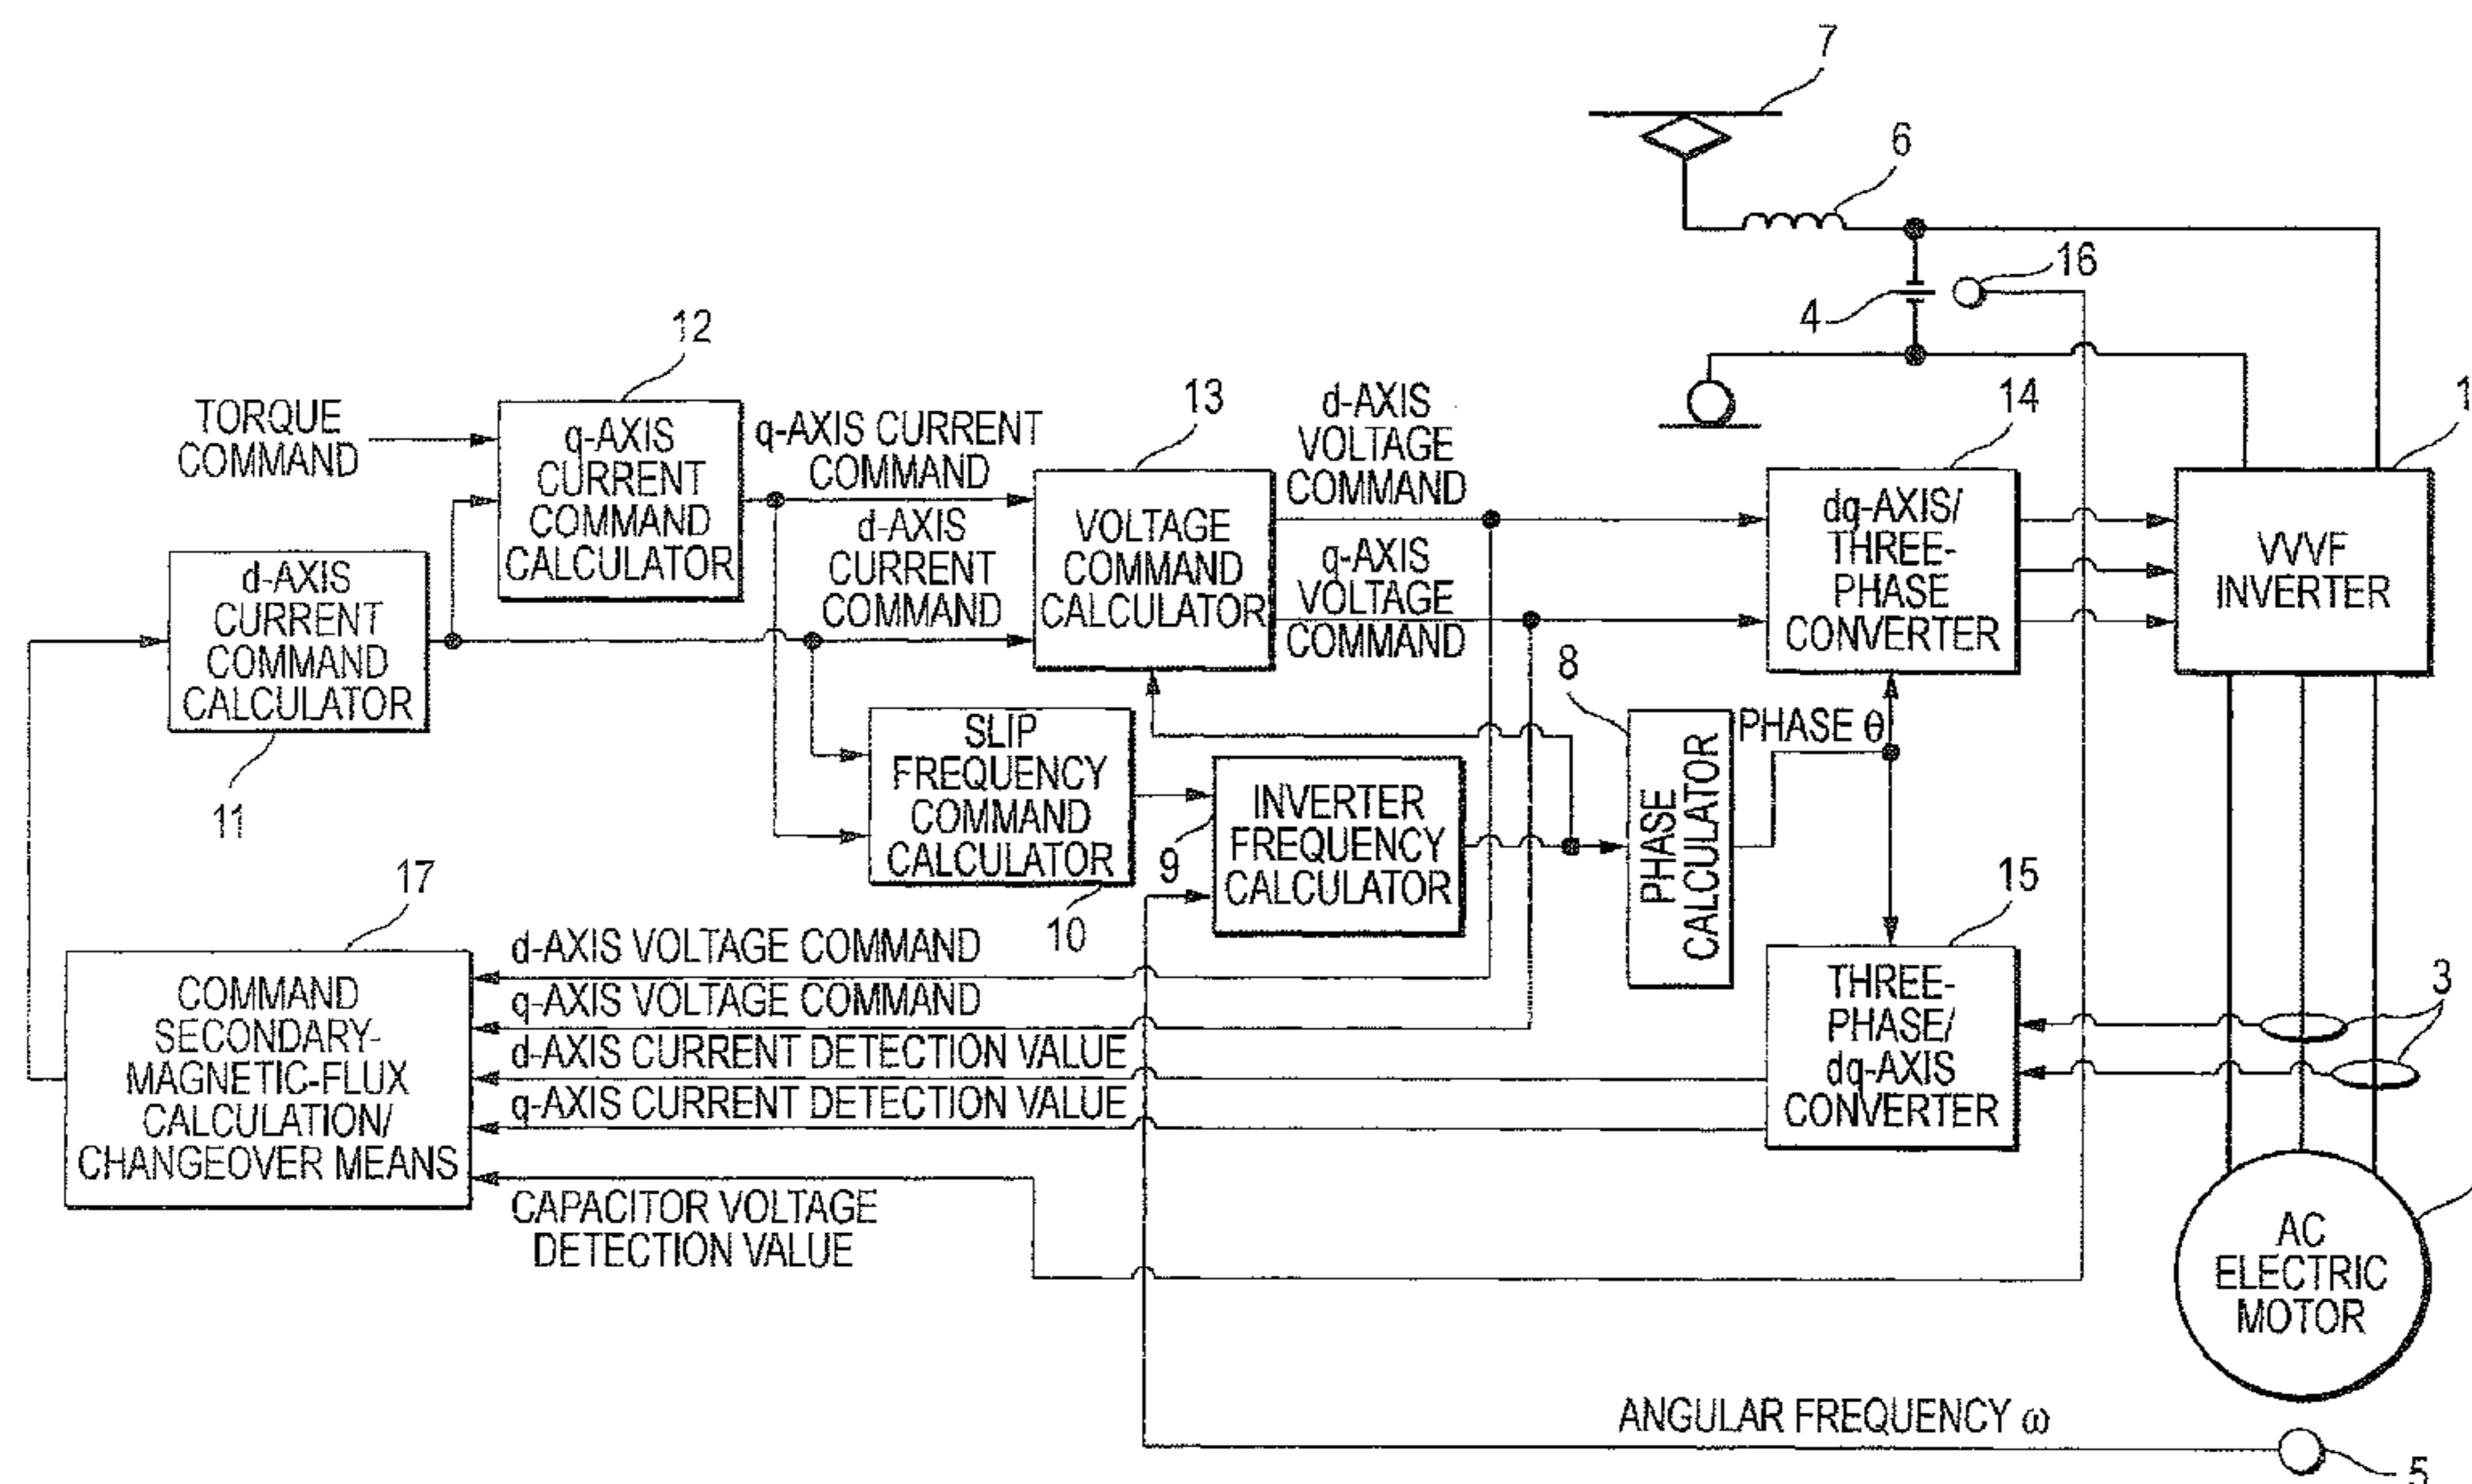 7
6
16
4
12
TORQUE
COMMAND
q-AXIS
CURRENT
COMMAND
CALCULATOR
q-AXIS CURRENT
COMMAND
13
d-AXIS
VOLTAGE
COMMAND
14
1
d-AXIS
CURRENT
COMMAND
VOLTAGE
COMMAND
CALCULATOR
q-AXIS
VOLTAGE
COMMAND
dq-AXIS/
THREE-
PHASE
CONVERTER
VVVF
INVERTER
d-AXIS
CURRENT
COMMAND
CALCULATOR
11
SLIP
FREQUENCY
COMMAND
CALCULATOR
10
9
INVERTER
FREQUENCY
CALCULATOR
8
PHASE
CALCULATOR
PHASE θ
15
17
COMMAND
SECONDARY-
MAGNETIC-FLUX
CALCULATION/
CHANGEOVER MEANS
d-AXIS VOLTAGE COMMAND
q-AXIS VOLTAGE COMMAND
d-AXIS CURRENT DETECTION VALUE
q-AXIS CURRENT DETECTION VALUE
CAPACITOR VOLTAGE
DETECTION VALUE
THREE-
PHASE/
dq-AXIS
CONVERTER
3
AC
ELECTRIC
MOTOR
ANGULAR FREQUENCY ω
5